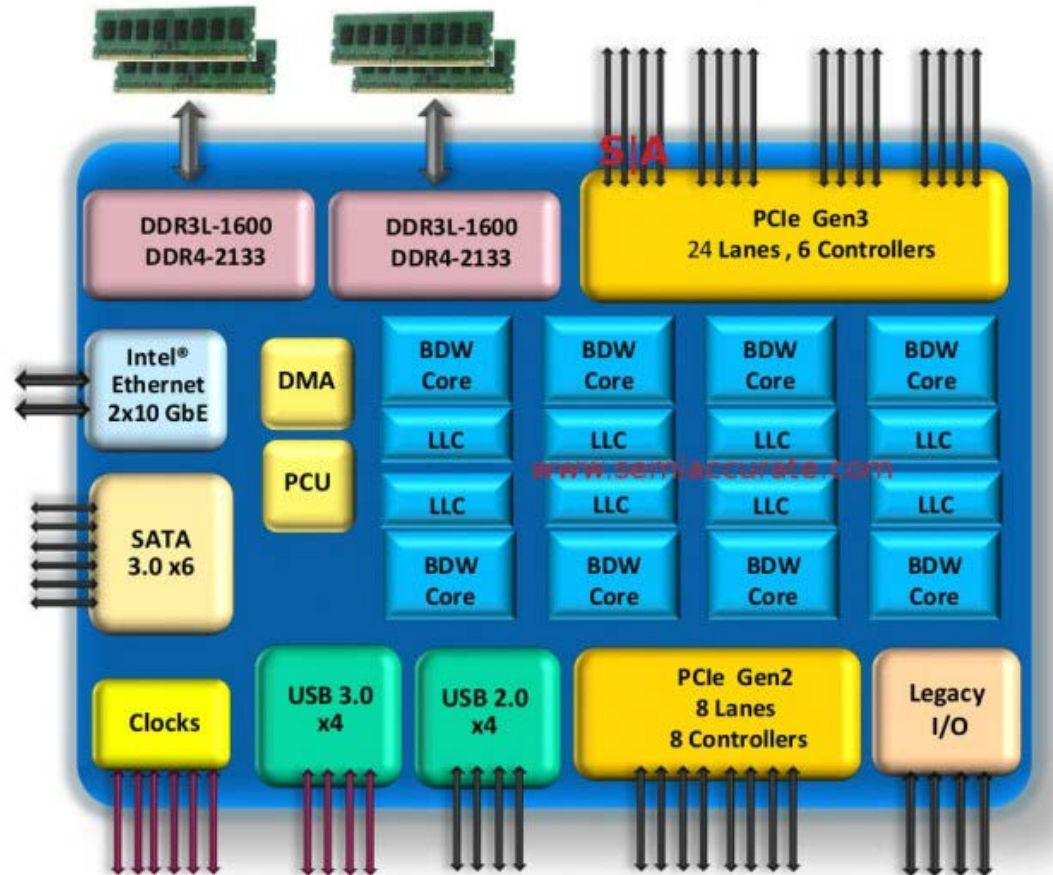 S|A
DDR3L-1600
DDR4-2133
DDR3L-1600
DDR4-2133
PCIe Gen3
24 Lanes , 6 Controllers
Intel®
Ethernet
2x10 GbE
DMA
PCU
BDW
Core
BDW
Core
BDW
Core
BDW
Core
LLC
LLC
LLC
LLC
www.semiaccurate.com
LLC
LLC
LLC
LLC
BDW
Core
BDW
Core
BDW
Core
BDW
Core
SATA
3.0 x6
Clocks
USB 3.0
x4
USB 2.0
x4
PCIe Gen2
8 Lanes
8 Controllers
Legacy
I/O